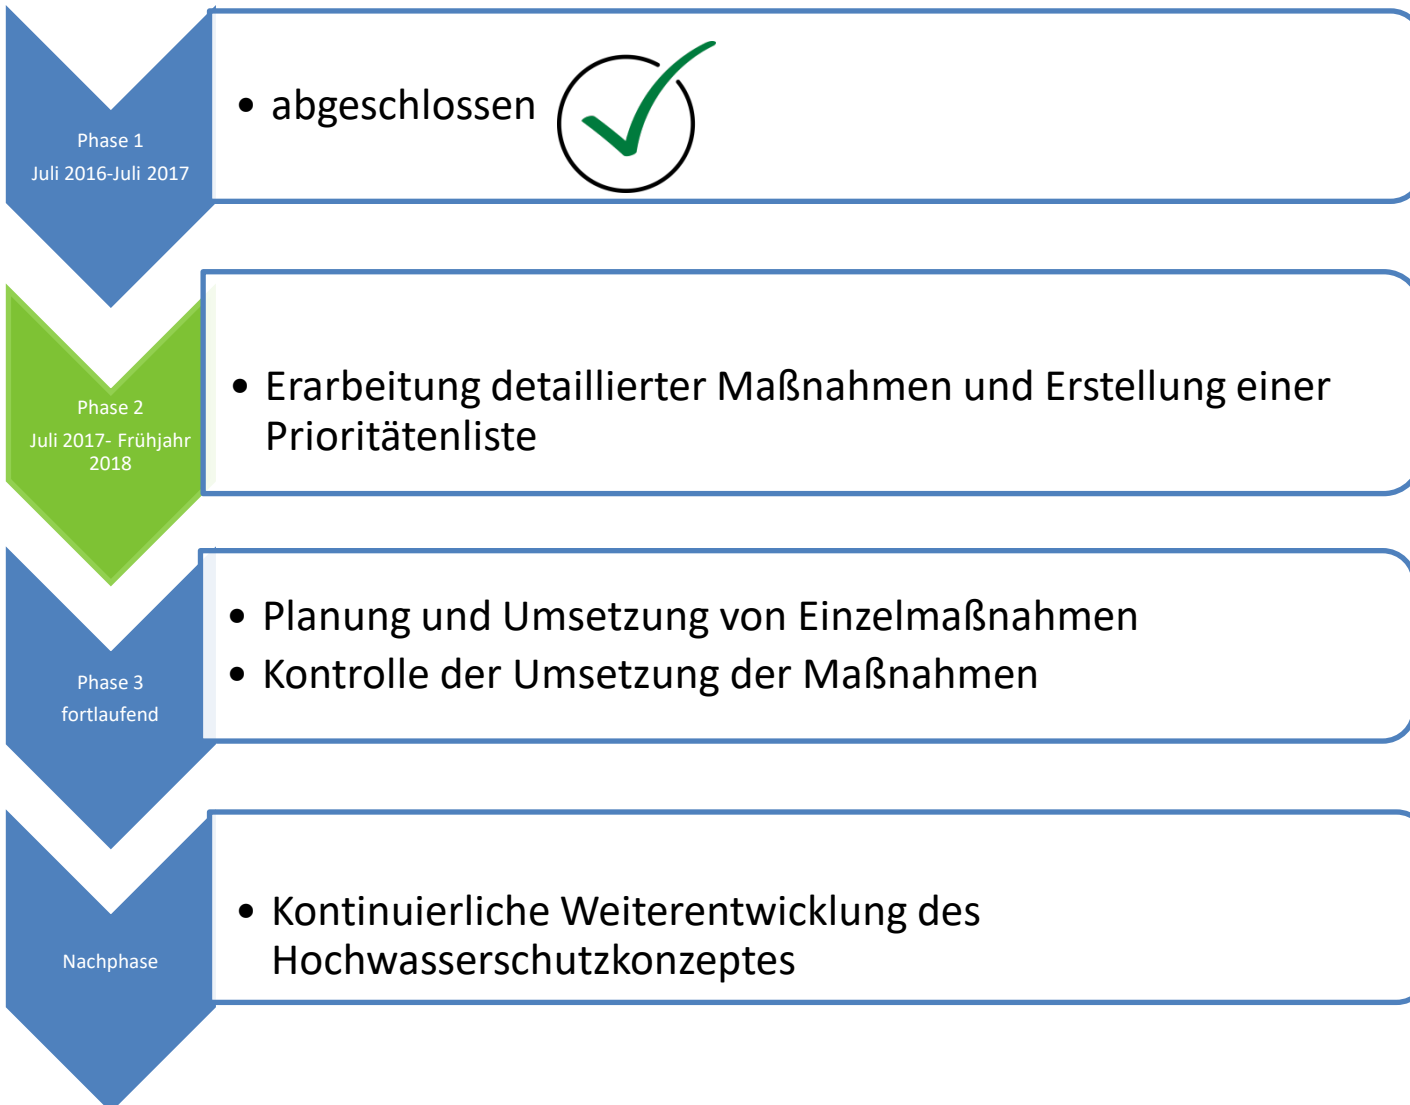 Phase 1
Juli 2016-Juli 2017
• abgeschlossen
Phase 2
Juli 2017- Frühjahr
2018
• Erarbeitung detaillierter Maßnahmen und Erstellung einer
Prioritätenliste
Phase 3
fortlaufend
• Planung und Umsetzung von Einzelmaßnahmen
• Kontrolle der Umsetzung der Maßnahmen
Nachphase
• Kontinuierliche Weiterentwicklung des
Hochwasserschutzkonzeptes